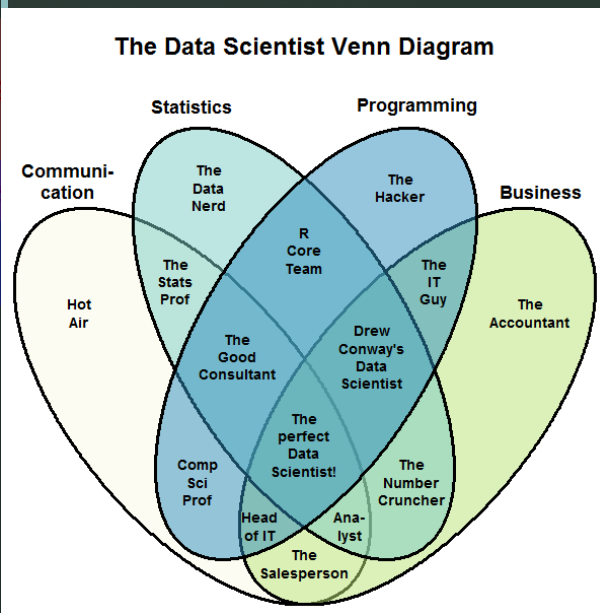 The Data Scientist Venn Diagram
Statistics
Programming
Communi-
cation
Business
The
Data
Nerd
The
Hacker
R
Core
Team
The
Stats
Prof
The
IT
Guy
Hot
Air
The
Accountant
The
Good
Consultant
Drew
Conway's
Data
Scientist
The
perfect
Data
Scientist!
Comp
Sci
Prof
The
Number
Cruncher
Head
of IT
Ana-
lyst
The
Salesperson